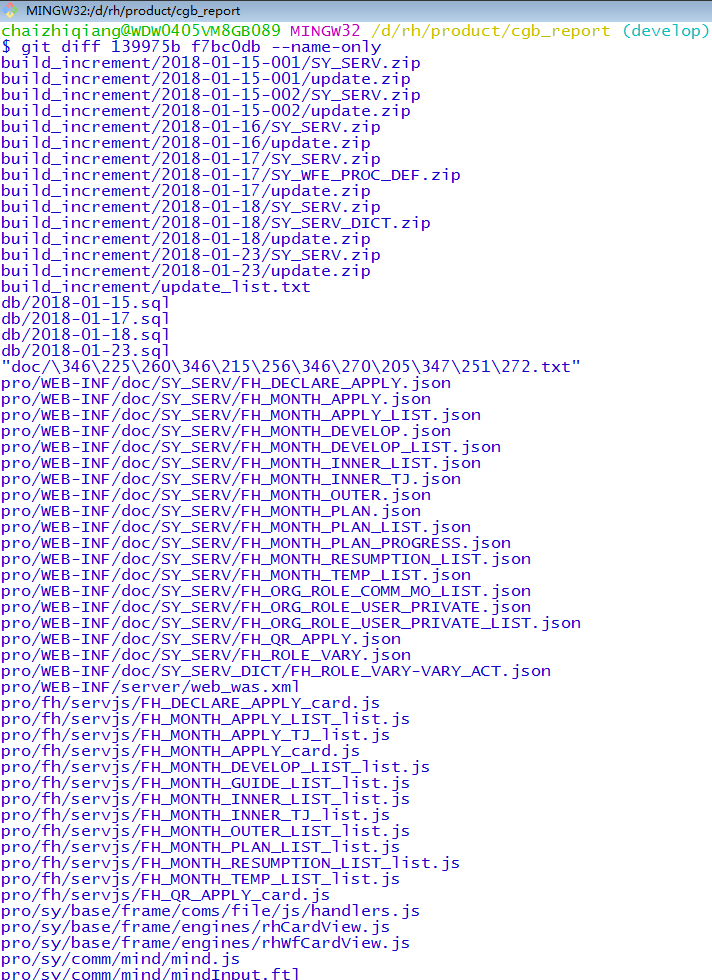 MINGW32:/d/rh/product/cgb_report
chaizhiqiang@WDW0405VM8GB089 MINGW32 /d/rh/product/cgb_report (develop)
$ git diff 139975b f7bc0db --name-only
build_increment/2018-01-15-001/SY_SERV.zip
build_increment/2018-01-15-001/update.zip
build_increment/2018-01-15-002/SY_SERV.zip
build_increment/2018-01-15-002/update.zip
build_increment/2018-01-16/SY_SERV.zip
build_increment/2018-01-16/update.zip
build_increment/2018-01-17/SY_SERV.zip
build_increment/2018-01-17/SY_WFE_PROC_DEF.zip
build_increment/2018-01-17/update.zip
build_increment/2018-01-18/SY_SERV.zip
build_increment/2018-01-18/SY_SERV_DICT.zip
build_increment/2018-01-18/update.zip
build_increment/2018-01-23/SY_SERV.zip
build_increment/2018-01-23/update.zip
build_increment/update_list.txt
db/2018-01-15.sql
db/2018-01-17.sql
db/2018-01-18.sql
db/2018-01-23.sql
"doc/\346\225\260\346\215\256\346\270\205\347\251\272.txt"
pro/WEB-INF/doc/SY_SERV/FH_DECLARE_APPLY.json
pro/WEB-INF/doc/SY_SERV/FH_MONTH_APPLY.json
pro/WEB-INF/doc/SY_SERV/FH_MONTH_APPLY_LIST.json
pro/WEB-INF/doc/SY_SERV/FH_MONTH_DEVELOP.json
pro/WEB-INF/doc/SY_SERV/FH_MONTH_DEVELOP_LIST.json
pro/WEB-INF/doc/SY_SERV/FH_MONTH_INNER_LIST.json
pro/WEB-INF/doc/SY_SERV/FH_MONTH_INNER_TJ.json
pro/WEB-INF/doc/SY_SERV/FH_MONTH_OUTER.json
pro/WEB-INF/doc/SY_SERV/FH_MONTH_PLAN.json
pro/WEB-INF/doc/SY_SERV/FH_MONTH_PLAN_LIST.json
pro/WEB-INF/doc/SY_SERV/FH_MONTH_PLAN_PROGRESS.json
pro/WEB-INF/doc/SY_SERV/FH_MONTH_RESUMPTION_LIST.json
pro/WEB-INF/doc/SY_SERV/FH_MONTH_TEMP_LIST.json
pro/WEB-INF/doc/SY_SERV/FH_ORG_ROLE_COMM_MO_LIST.json
pro/WEB-INF/doc/SY_SERV/FH_ORG_ROLE_USER_PRIVATE.json
pro/WEB-INF/doc/SY_SERV/FH_ORG_ROLE_USER_PRIVATE_LIST.json
pro/WEB-INF/doc/SY_SERV/FH_QR_APPLY.json
pro/WEB-INF/doc/SY_SERV/FH_ROLE_VARY.json
pro/WEB-INF/doc/SY_SERV_DICT/FH_ROLE_VARY-VARY_ACT.json
pro/WEB-INF/server/web_was.xml
pro/fh/servjs/FH_DECLARE_APPLY_card.js
pro/fh/servjs/FH_MONTH_APPLY_LIST_list.js
pro/fh/servjs/FH_MONTH_APPLY_TJ_list.js
pro/fh/servjs/FH_MONTH_APPLY_card.js
pro/fh/servjs/FH_MONTH_DEVELOP_LIST_list.js
pro/fh/servjs/FH_MONTH_GUIDE_LIST_list.js
pro/fh/servjs/FH_MONTH_INNER_LIST_list.js
pro/fh/servjs/FH_MONTH_INNER_TJ_list.js
pro/fh/servjs/FH_MONTH_OUTER_LIST_list.js
pro/fh/servjs/FH_MONTH_PLAN_LIST_list.js
pro/fh/servjs/FH_MONTH_RESUMPTION_LIST_list.js
pro/fh/servjs/FH_MONTH_TEMP_LIST_list.js
pro/fh/servjs/FH_QR_APPLY_card.js
pro/sy/base/frame/coms/file/js/handlers.js
pro/sy/base/frame/engines/rhCardView.js
pro/sy/base/frame/engines/rhWfCardView.js
pro/sy/comm/mind/mind.js
pro/sy/comm/mind/mindInput.ftl